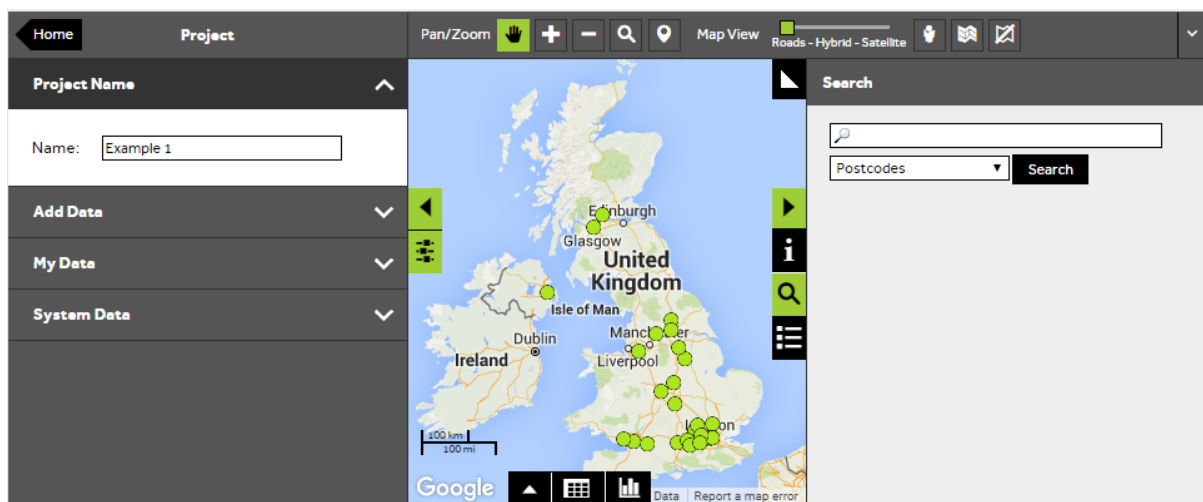 Home
Project
Pan/Zoom
Map View
Roads - Hybrid - Satellite
Project Name
Name:
Example 1
Add Data
My Data
System Data
Search
Postcodes
Search
Edinburgh
Glasgow
United
Kingdom
Isle of Man
Dublin
Ireland
Liverpool
100 km
100 mi
Google
Data
Report a map error